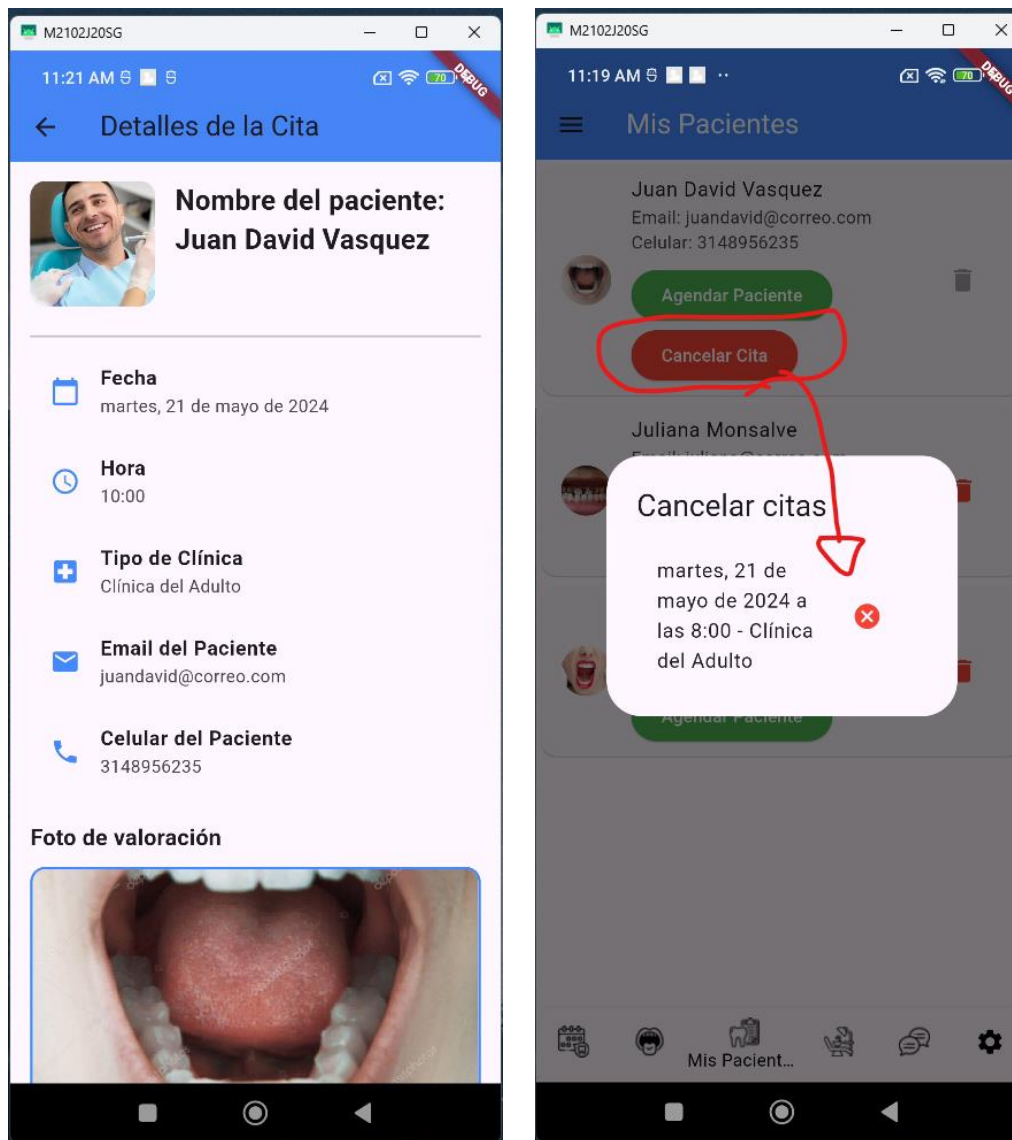 M2102J20SG
11:21 AM
70
DEBUG
Detalles de la Cita
Nombre del paciente:
Juan David Vasquez
Fecha
martes, 21 de mayo de 2024
Hora
10:00
Tipo de Clínica
Clínica del Adulto
Email del Paciente
juandavid@correo.com
Celular del Paciente
3148956235
Foto de valoración
M2102J20SG
11:19 AM
70
DEBUG
Mis Pacientes
Juan David Vasquez
Email: juandavid@correo.com
Celular: 3148956235
Agendar Paciente
Cancelar Cita
Juliana Monsalve
Cancelar citas
martes, 21 de
mayo de 2024 a
las 8:00 - Clínica
del Adulto
Agendar Paciente
Mis Pacient...